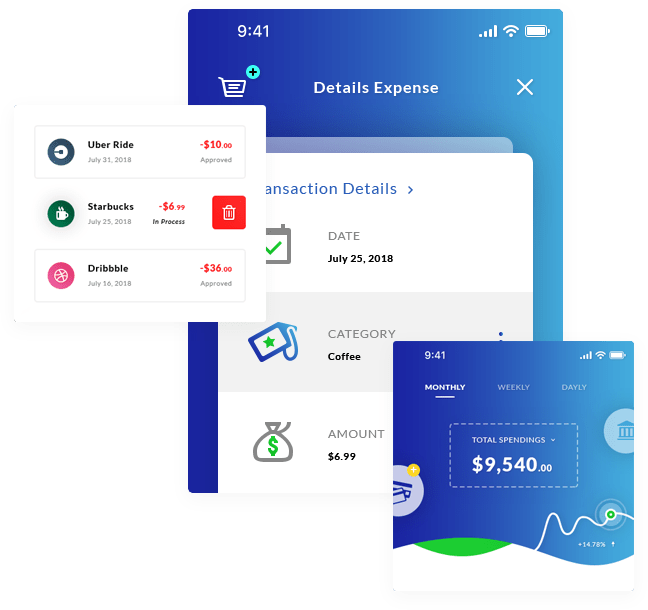 9:41
Details Expense
Uber Ride
-$10.00
July 31, 2018
Approved
Starbucks
-$6.99
July 25, 2018
In Process
Dribbble
-$36.00
July 16, 2018
Approved
ansaction Details >
DATE
July 25, 2018
CATEGORY
Coffee
AMOUNT
$6.99
9:41
MONTHLY
WEEKLY
DAYLY
TOTAL SPENDINGS
$9,540.00
+14.78%